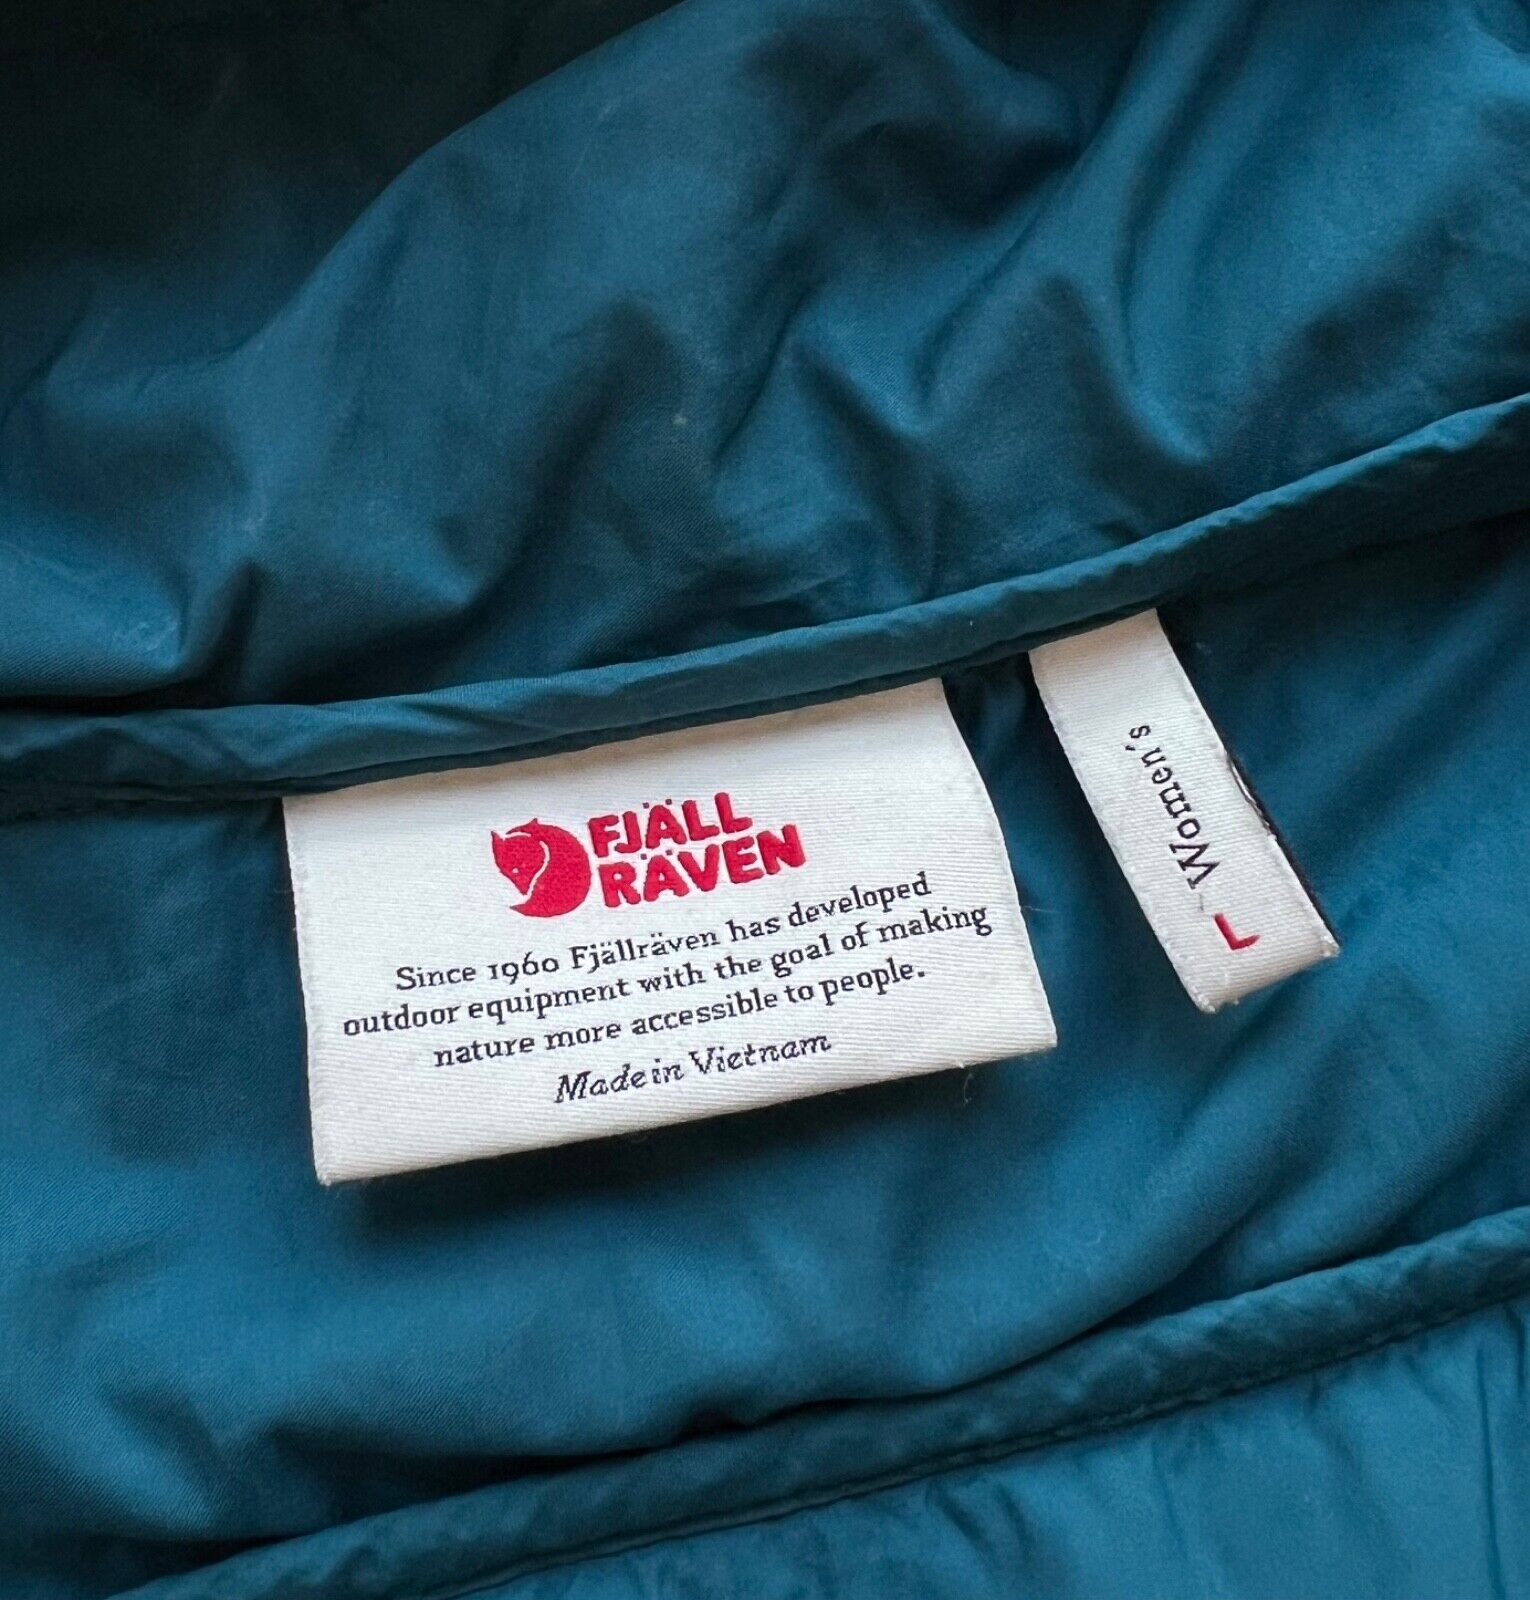 FJÄLL
RÄVEN
Since 1960 Fjällräven has developed
outdoor equipment with the goal of making
nature more accessible to people.
Made in Vietnam
Women's
L